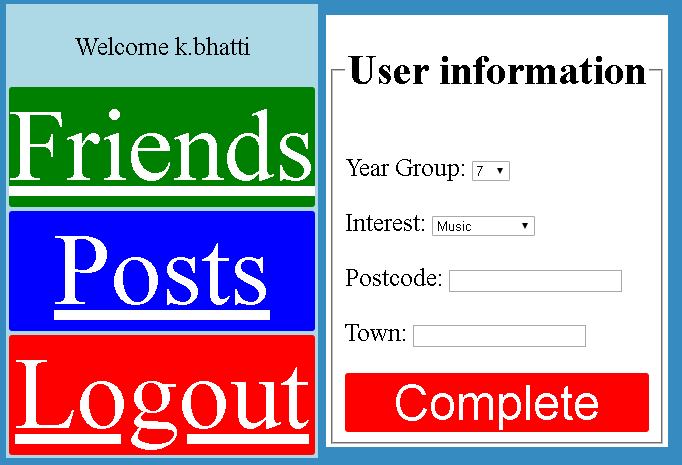 Welcome k.bhatti
Friends
Posts
Logout
User information
Year Group: 7
Interest: Music
Postcode:
Town:
Complete